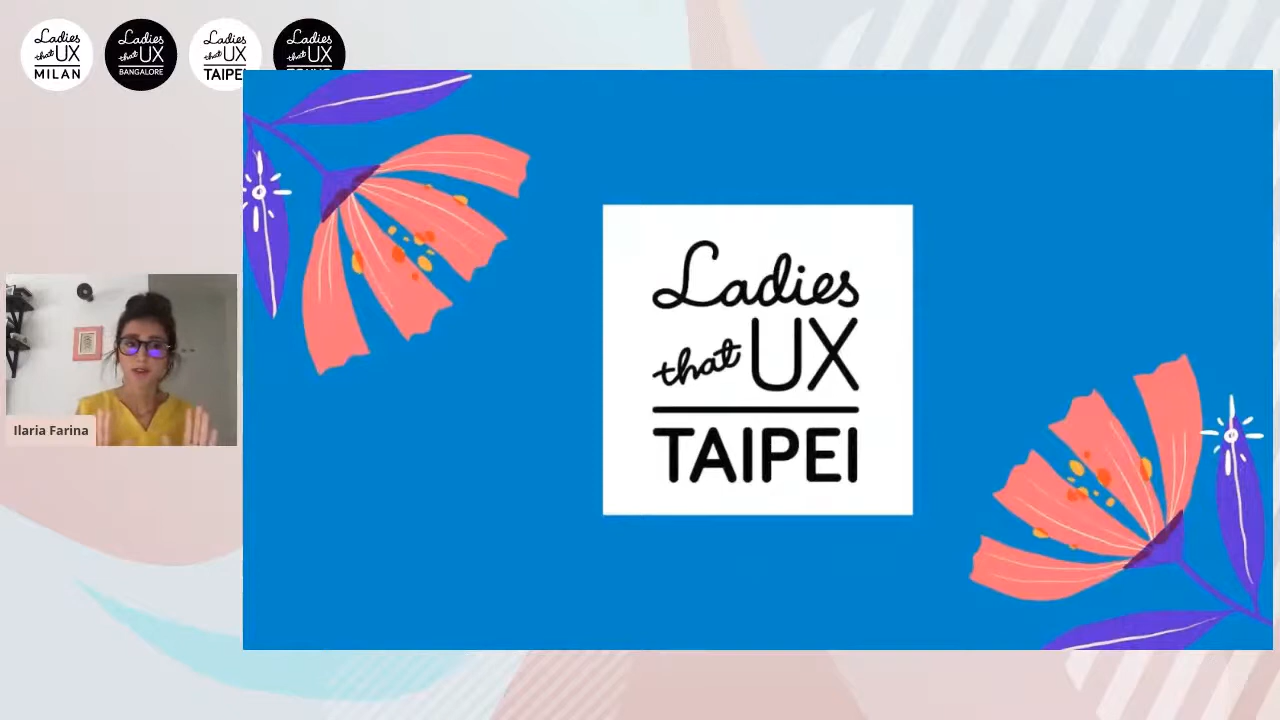 Ladies
that UX
MILAN
Ladies
that UX
BANGALORE
Ladies
that UX
TAIPEI
Ladies
that UX
Ladies
that UX
TAIPEI
Ilaria Farina